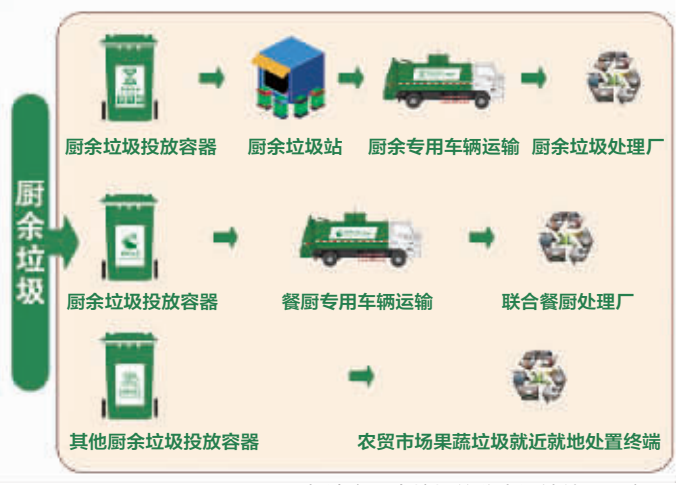 厨余垃圾
厨余垃圾投放容器
厨余垃圾站
厨余专用车辆运输
厨余垃圾处理厂
厨余垃圾投放容器
餐厨专用车辆运输
联合餐厨处理厂
其他厨余垃圾投放容器
农贸市场果蔬垃圾就近就地处置终端